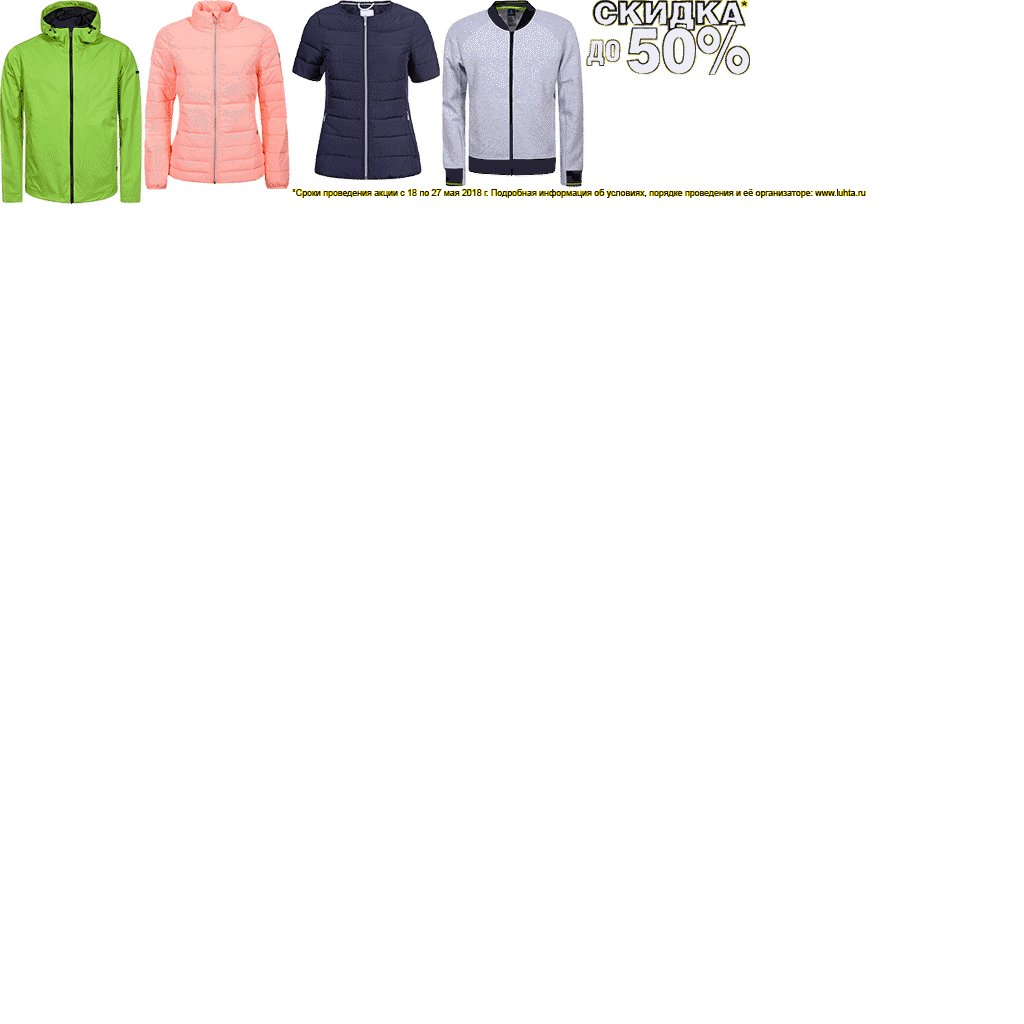 СКИДКА*
ДО 50%
*Сроки проведения акции с 18 по 27 мая 2018 г. Подробная информация об условиях, порядке проведения и её организаторе: www.luhta.ru